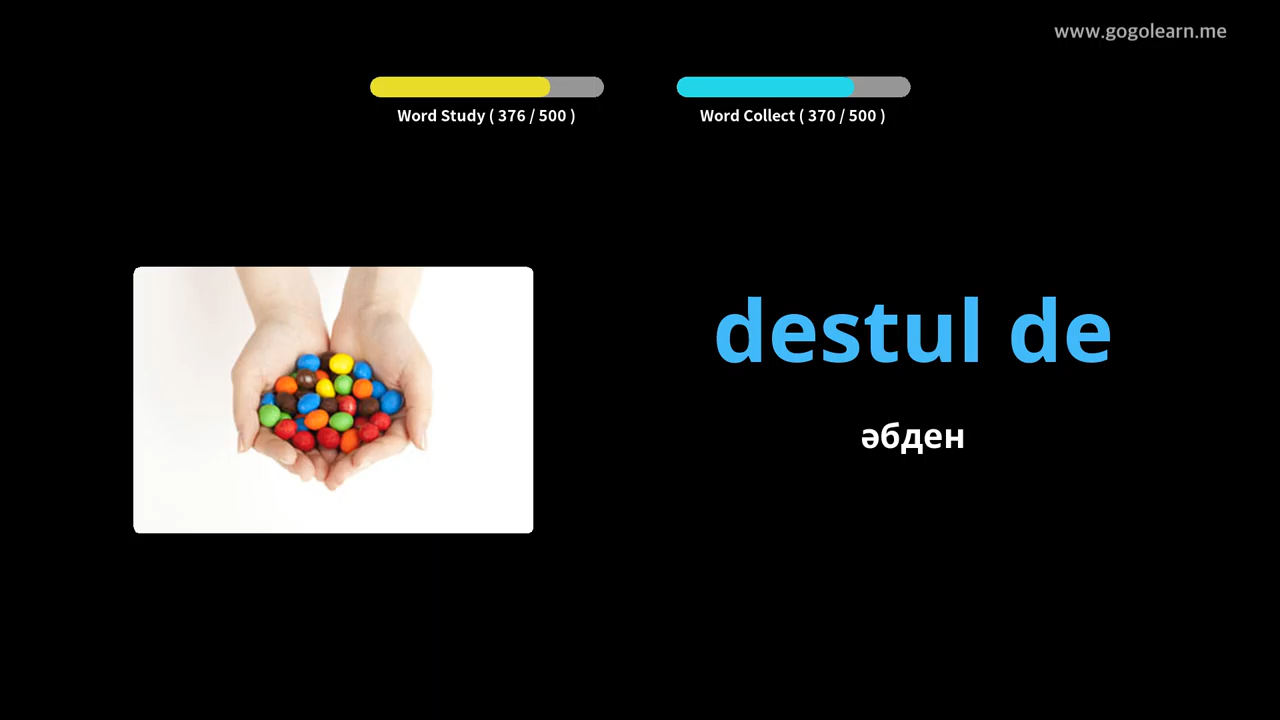 www.gogolearn.me
Word Study ( 376 / 500 )
Word Collect ( 370 / 500 )
destul de
әбден